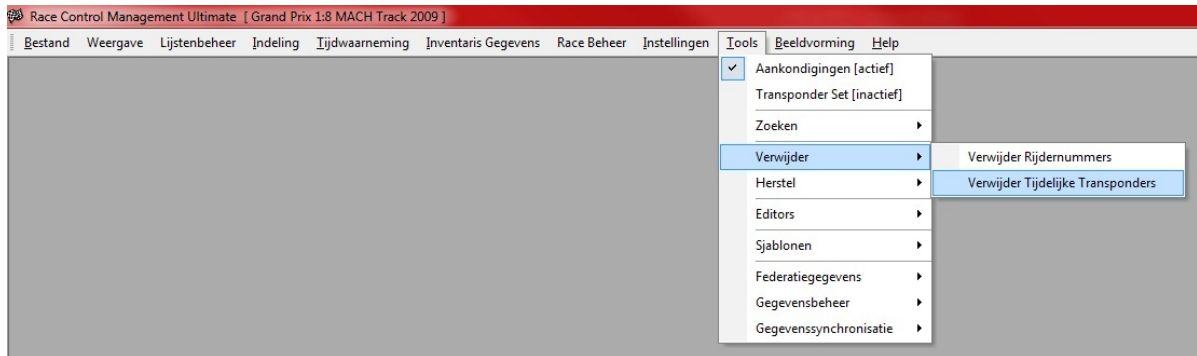 Race Control Management Ultimate [ Grand Prix 1:8 MACH Track 2009 ]
Bestand Weergave Lijstenbeheer Indeling Tijdwaarneming Inventaris Gegevens Race Beheer Instellingen Tools Beeldvorming Help
Aankondigingen [actief]
Transponder Set [inactief]
Zoeken
Verwijder
Herstel
Editors
Sjablonen
Federatiegegevens
Gegevensbeheer
Gegevenssynchronisatie
Verwijder Rijdernummers
Verwijder Tijdelijke Transponders